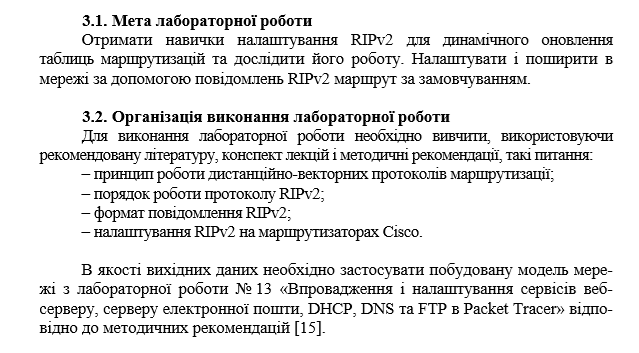 3.1. Мета лабораторної роботи
Отримати навички налаштування RIPv2 для динамічного оновлення
таблиць маршрутизацій та дослідити його роботу. Налаштувати і поширити в
мережі за допомогою повідомлень RIPv2 маршрут за замовчуванням.
3.2. Організація виконання лабораторної роботи
Для виконання лабораторної роботи необхідно вивчити, використовуючи
рекомендовану літературу, конспект лекцій і методичні рекомендації, такі питання:
– принцип роботи дистанційно-векторних протоколів маршрутизації;
– порядок роботи протоколу RIPv2;
– формат повідомлення RIPv2;
– налаштування RIPv2 на маршрутизаторах Cisco.
В якості вихідних даних необхідно застосувати побудовану модель мере-
жі з лабораторної роботи № 13 «Впровадження і налаштування сервісів веб-
серверу, серверу електронної пошти, DHCP, DNS та FTP в Packet Tracer» відпо-
відно до методичних рекомендацій [15].